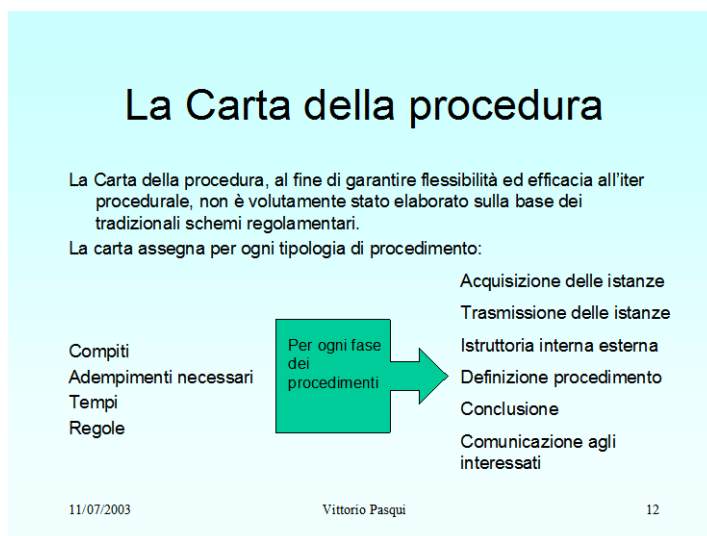 La Carta della procedura
La Carta della procedura, al fine di garantire flessibilità ed efficacia all'iter
procedurale, non è volutamente stato elaborato sulla base dei
tradizionali schemi regolamentari.
La carta assegna per ogni tipologia di procedimento:
Compiti
Adempimenti necessari
Tempi
Regole
Per ogni fase
dei
procedimenti
Acquisizione delle istanze
Trasmissione delle istanze
Istruttoria interna esterna
Definizione procedimento
Conclusione
Comunicazione agli
interessati
11/07/2003
Vittorio Pasqui
12